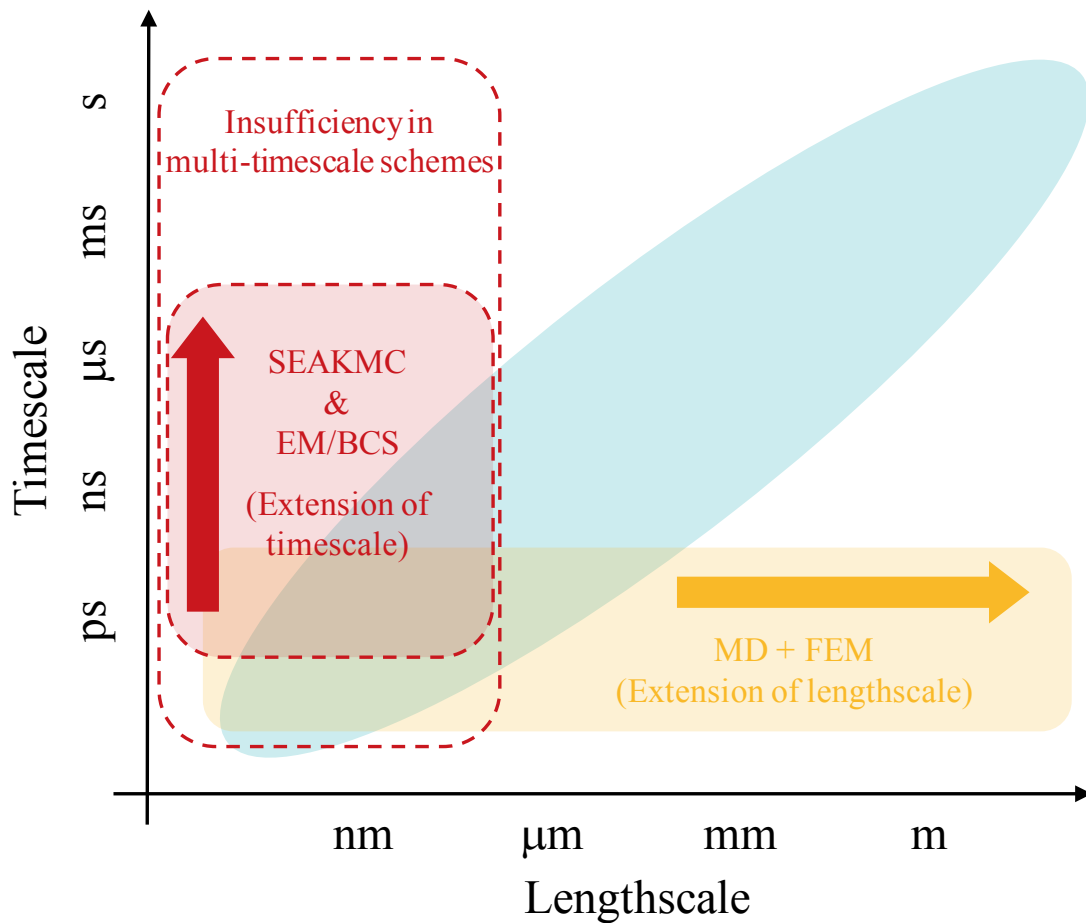 Insufficiency in
multi-timescale schemes
SEAKMC
&
EM/BCS
(Extension of
timescale)
MD + FEM
(Extension of lengthscale)
Timescale
s
ms
μs
ns
ps
nm
μm
mm
m
Lengthscale